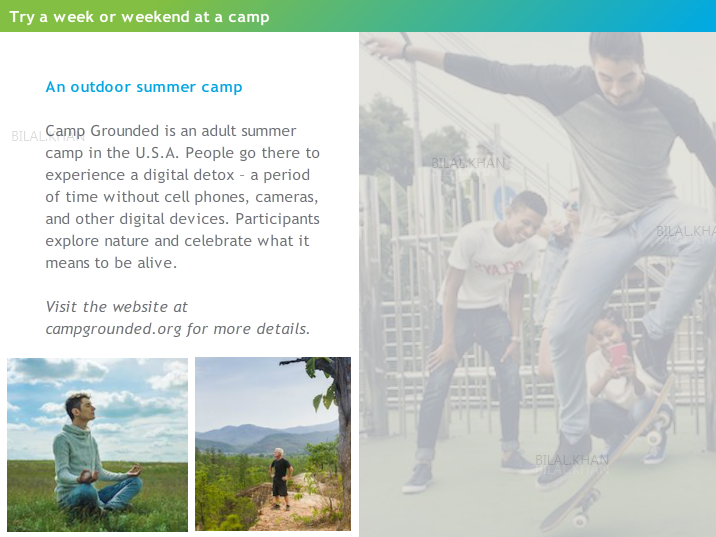 Try a week or weekend at a camp
An outdoor summer camp
Camp Grounded is an adult summer
camp in the U.S.A. People go there to
experience a digital detox – a period
of time without cell phones, cameras,
and other digital devices. Participants
explore nature and celebrate what it
means to be alive.
Visit the website at
campgrounded.org for more details.
BILAL.KHAN
BILAL.KHAN
BILAL.KHA
BILAL.KHAN